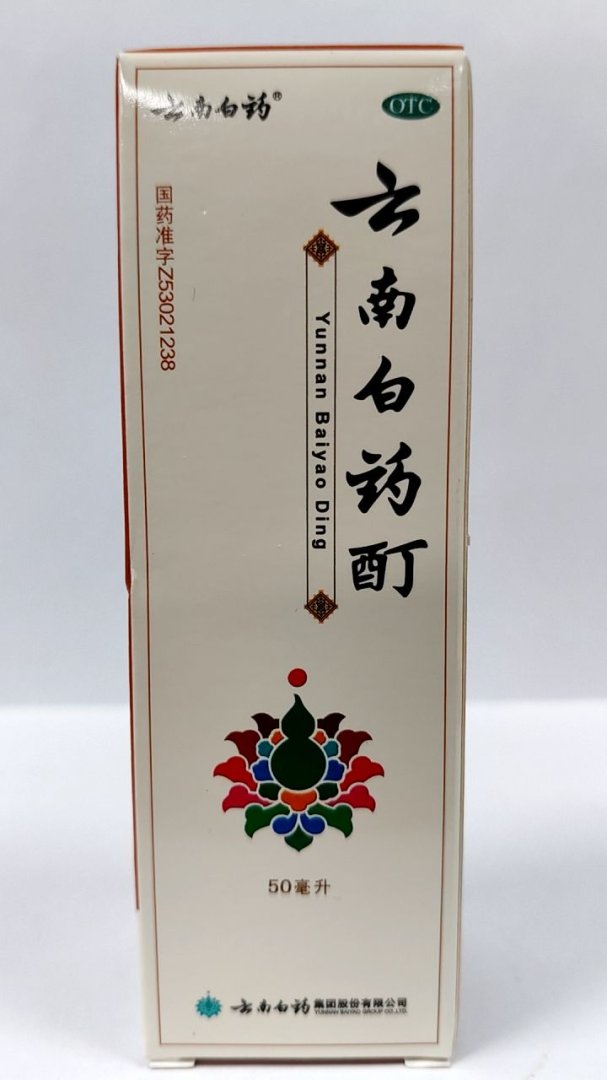 云南白药®
OTC
国药准字Z53021238
云南白药酊
Yunnan Baiyao Ding
50毫升
云南白药集团股份有限公司
YUNNAN BAIYAO GROUP CO.,LTD.